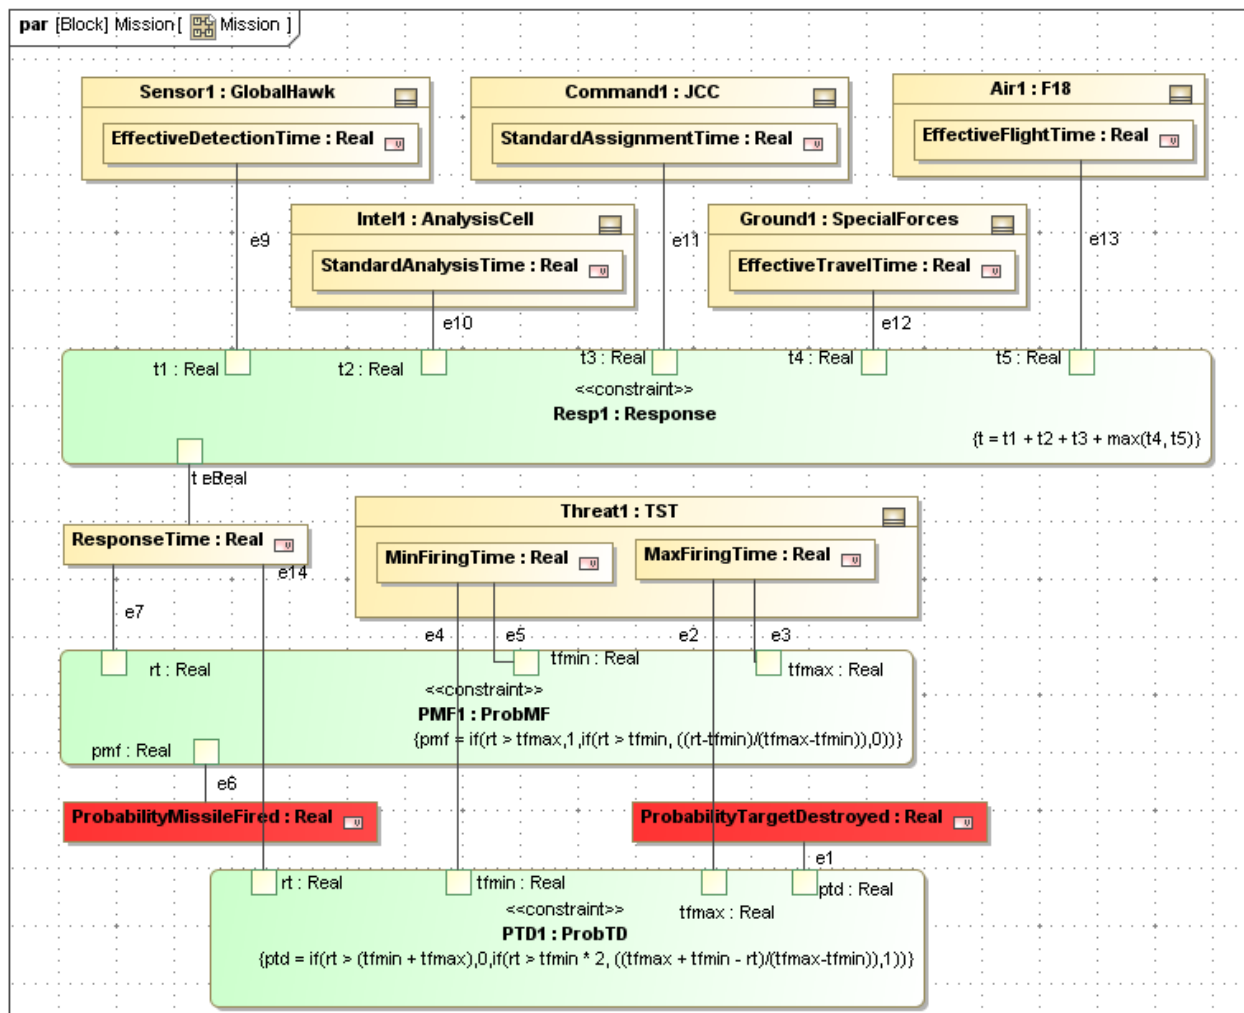 par [Block] Mission [ Mission ]
Sensor1 : GlobalHawk
EffectiveDetectionTime : Real
Command1 : JCC
StandardAssignmentTime : Real
Air1 : F18
EffectiveFlightTime : Real
Intel1 : AnalysisCell
StandardAnalysisTime : Real
Ground1 : SpecialForces
EffectiveTravelTime : Real
e9
e11
e13
e10
e12
t1 : Real
t2 : Real
t3 : Real
t4 : Real
t5 : Real
<<constraint>>
Resp1 : Response
{t = t1 + t2 + t3 + max(t4, t5)}
Threat1 : TST
ResponseTime : Real
MinFiringTime : Real
MaxFiringTime : Real
e14
e7
e4
e5
e2
e3
rt : Real
tfmin : Real
tfmax : Real
<<constraint>>
PMF1 : ProbMF
{pmf = if(rt > tfmax,1,if(rt > tfmin, ((rt-tfmin)/(tfmax-tfmin)),0))}
pmf : Real
e6
ProbabilityMissileFired : Real
ProbabilityTargetDestroyed : Real
e1
rt : Real
tfmin : Real
tfmax : Real
ptd : Real
<<constraint>>
PTD1 : ProbTD
{ptd = if(rt > (tfmin + tfmax),0,if(rt > tfmin * 2, ((tfmax + tfmin - rt)/(tfmax-tfmin)),1))}